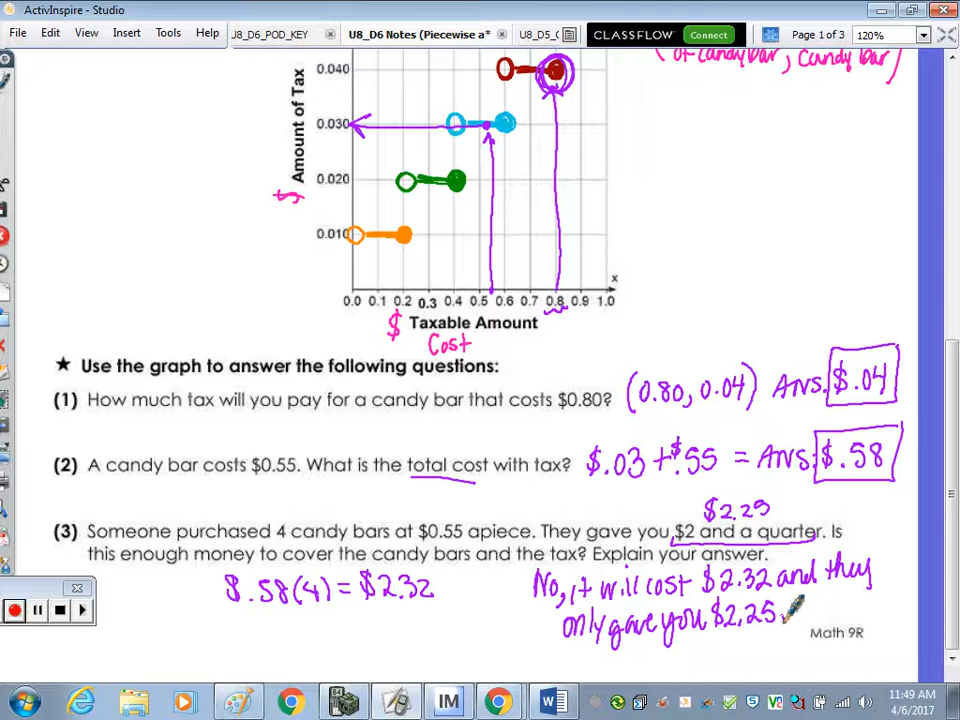 ActivInspire - Studio
File Edit View Insert Tools Help
J8_D6_POD_KEY
U8_D6 Notes (Piecewise a*
U8_D5_C
CLASSFLOW Connect
Page 1 of 3
120%
(of candy bar, candy bar)
Amount of Tax
$
0.040
0.030
0.020
0.010
x
0.0 0.1 0.2 0.3 0.4 0.5 0.6 0.7 0.8 0.9 1.0
$ Taxable Amount
Cost
★ Use the graph to answer the following questions:
(1) How much tax will you pay for a candy bar that costs $0.80? (0.80, 0.04) Ans: $.04
(2) A candy bar costs $0.55. What is the total cost with tax? $.03 + $.55 = Ans: $.58
$2.25
(3) Someone purchased 4 candy bars at $0.55 apiece. They gave you $2 and a quarter. Is
this enough money to cover the candy bars and the tax? Explain your answer.
$.58(4) = $2.32
No, it will cost $2.32 and they
only gave you $2.25.
Math 9R
IM
W
V2
11:49 AM
4/6/2017